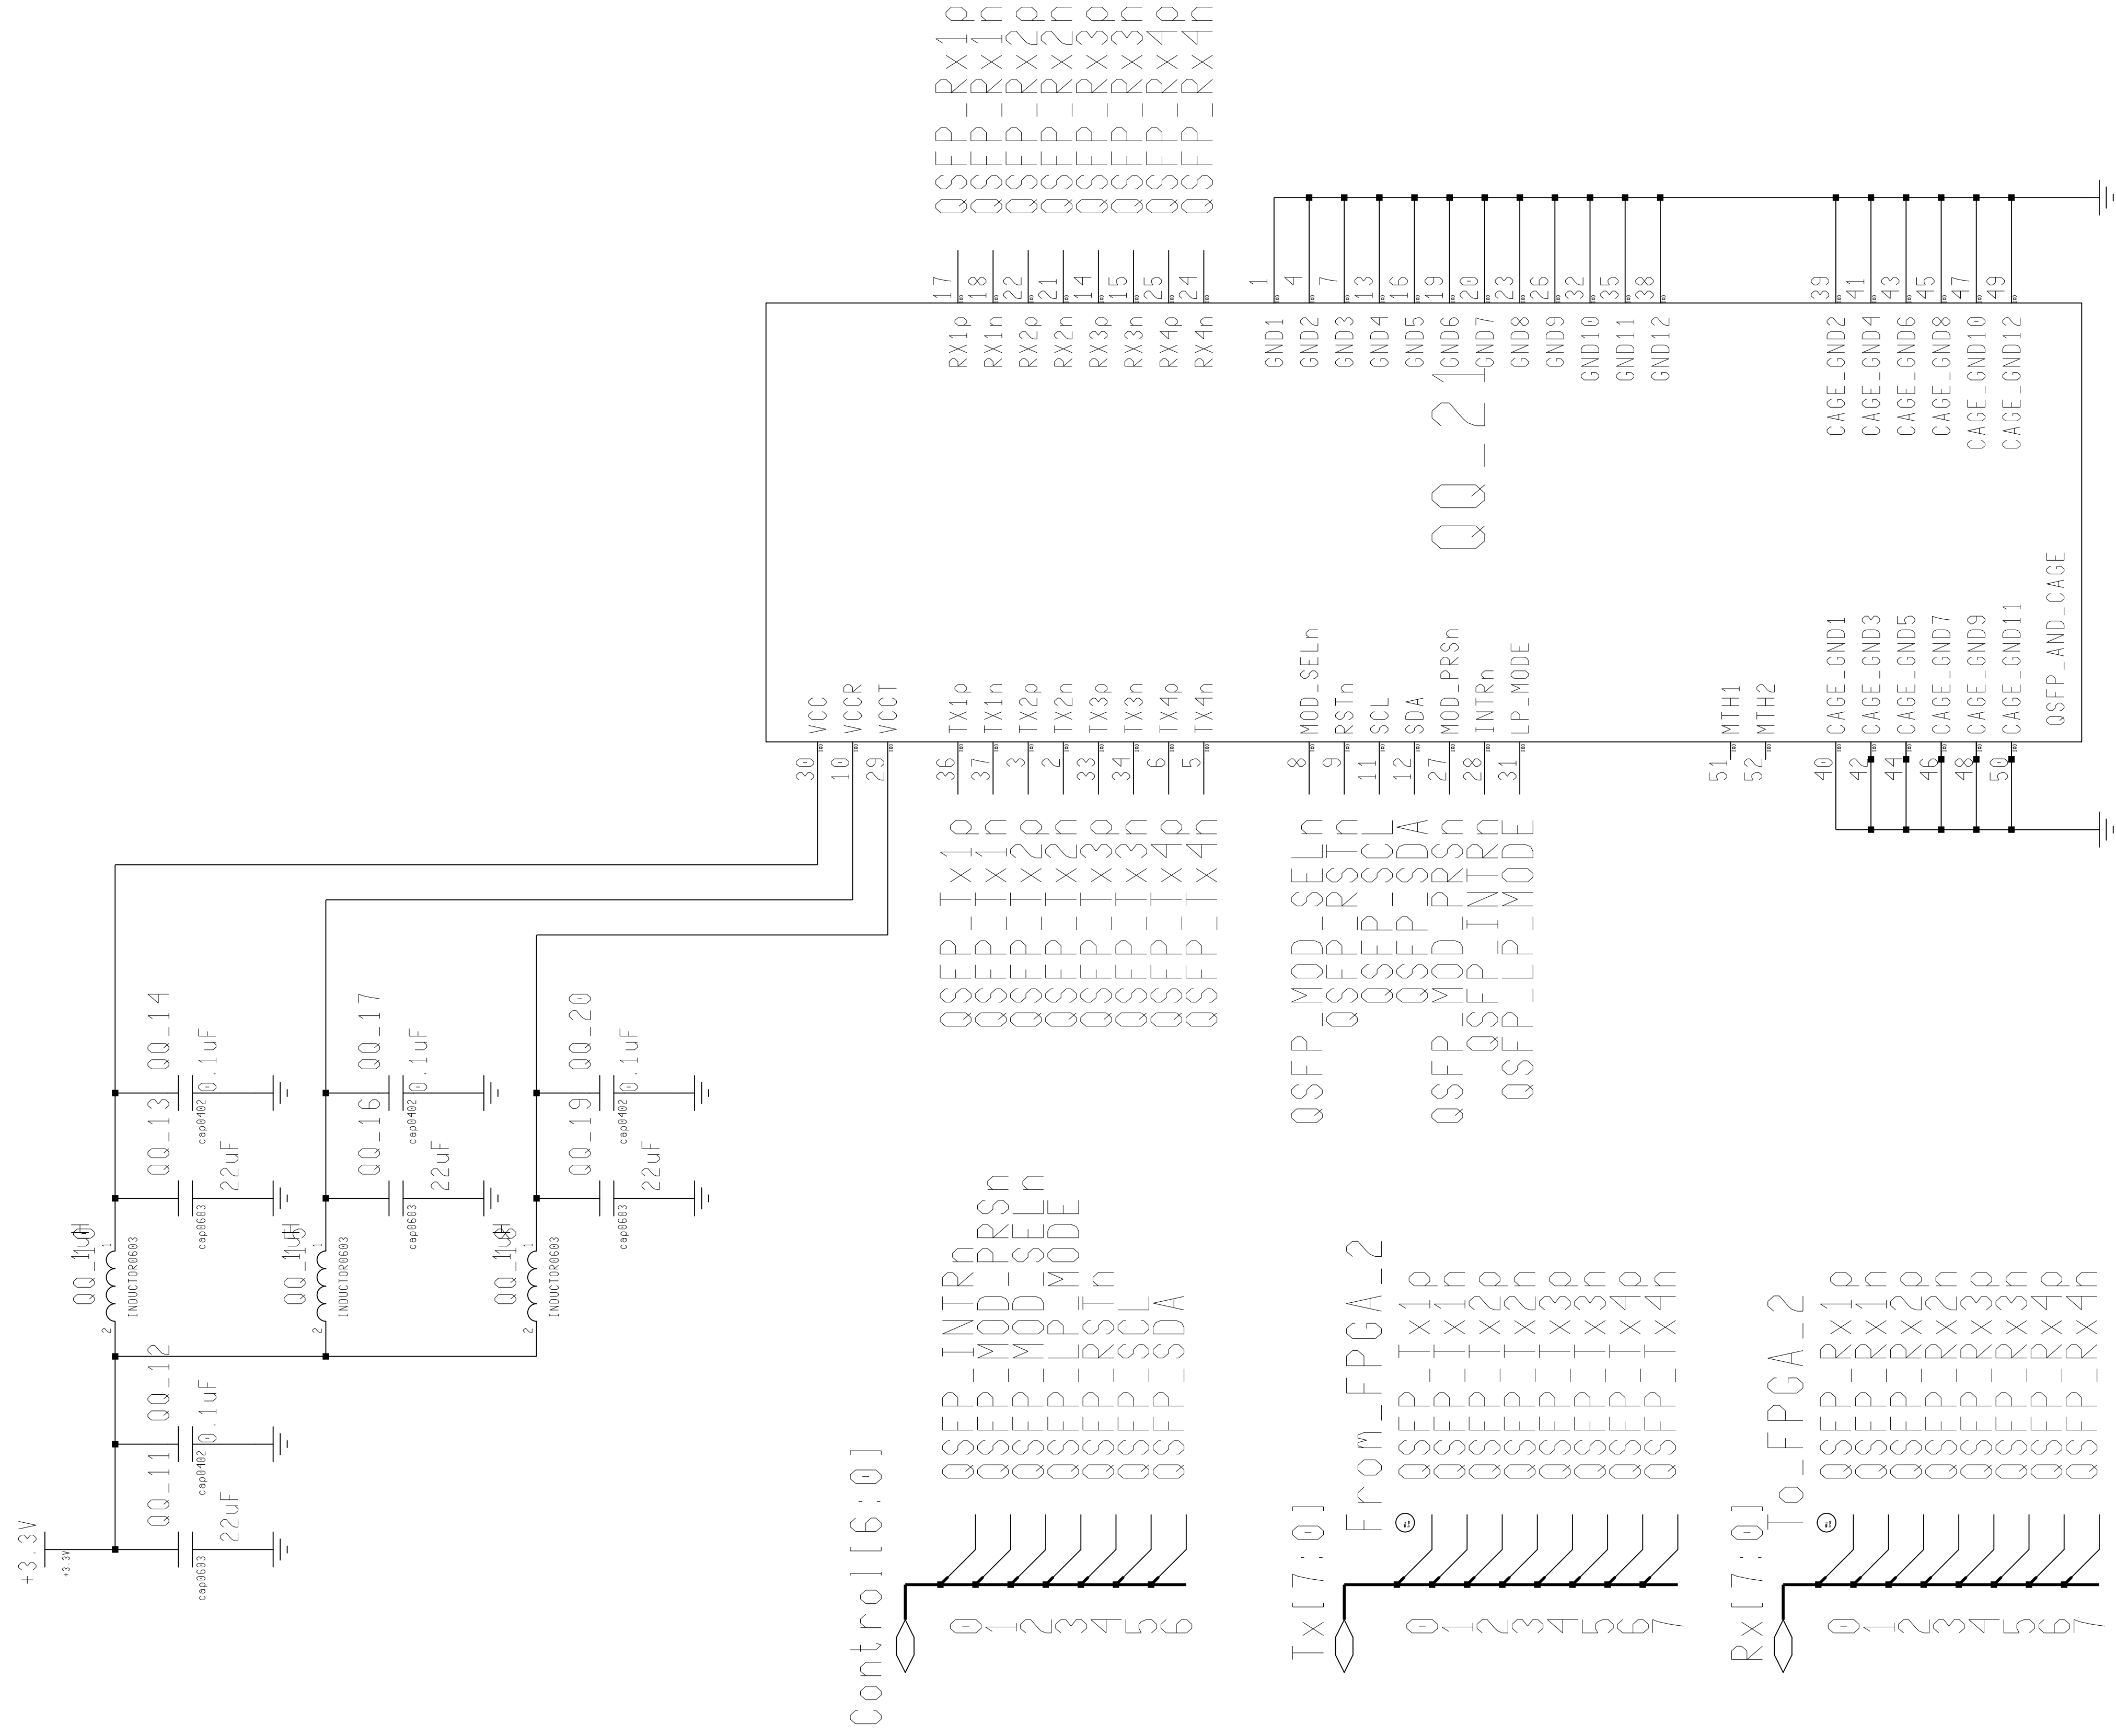 +3.3V
+3.3V
QQ_11
22uF
cap0603
QQ_12
0.1uF
cap0402
1uH
INDUCTOR0603
2
1
QQ_13
22uF
cap0603
QQ_14
0.1uF
cap0402
1uH
INDUCTOR0603
2
1
QQ_16
22uF
cap0603
QQ_17
0.1uF
cap0402
1uH
INDUCTOR0603
2
1
QQ_19
22uF
cap0603
QQ_20
0.1uF
cap0402
30 VCC
10 VCCR
29 VCCT
QSFP_TX1p 36 TX1p
QSFP_TX1n 37 TX1n
QSFP_TX2p 3 TX2p
QSFP_TX2n 2 TX2n
QSFP_TX3p 33 TX3p
QSFP_TX3n 34 TX3n
QSFP_TX4p 6 TX4p
QSFP_TX4n 5 TX4n
QSFP_MOD_SELn 8 MOD_SELn
QSFP_RSTn 9 RSTn
QSFP_SCL 11 SCL
QSFP_SDA 12 SDA
QSFP_MOD_PRSn 27 MOD_PRSn
QSFP_INTRn 28 INTRn
QSFP_LP_MODE 31 LP_MODE
51 MTH1
52 MTH2
40 CAGE_GND1
42 CAGE_GND3
44 CAGE_GND5
46 CAGE_GND7
48 CAGE_GND9
50 CAGE_GND11
QSFP_AND_CAGE
QQ_21
RX1p 17 QSFP_RX1p
RX1n 18 QSFP_RX1n
RX2p 22 QSFP_RX2p
RX2n 21 QSFP_RX2n
RX3p 14 QSFP_RX3p
RX3n 15 QSFP_RX3n
RX4p 25 QSFP_RX4p
RX4n 24 QSFP_RX4n
GND1 1
GND2 4
GND3 7
GND4 13
GND5 16
GND6 19
GND7 20
GND8 23
GND9 26
GND10 32
GND11 35
GND12 38
CAGE_GND2 39
CAGE_GND4 41
CAGE_GND6 43
CAGE_GND8 45
CAGE_GND10 47
CAGE_GND12 49
Control[6:0]
0 QSFP_INTRn
1 QSFP_MOD_PRSn
2 QSFP_MOD_SELn
3 QSFP_LP_MODE
4 QSFP_RSTn
5 QSFP_SCL
6 QSFP_SDA
Tx[7:0]
From_FPGA_2
0 QSFP_TX1p
1 QSFP_TX1n
2 QSFP_TX2p
3 QSFP_TX2n
4 QSFP_TX3p
5 QSFP_TX3n
6 QSFP_TX4p
7 QSFP_TX4n
Rx[7:0]
To_FPGA_2
0 QSFP_RX1p
1 QSFP_RX1n
2 QSFP_RX2p
3 QSFP_RX2n
4 QSFP_RX3p
5 QSFP_RX3n
6 QSFP_RX4p
7 QSFP_RX4n